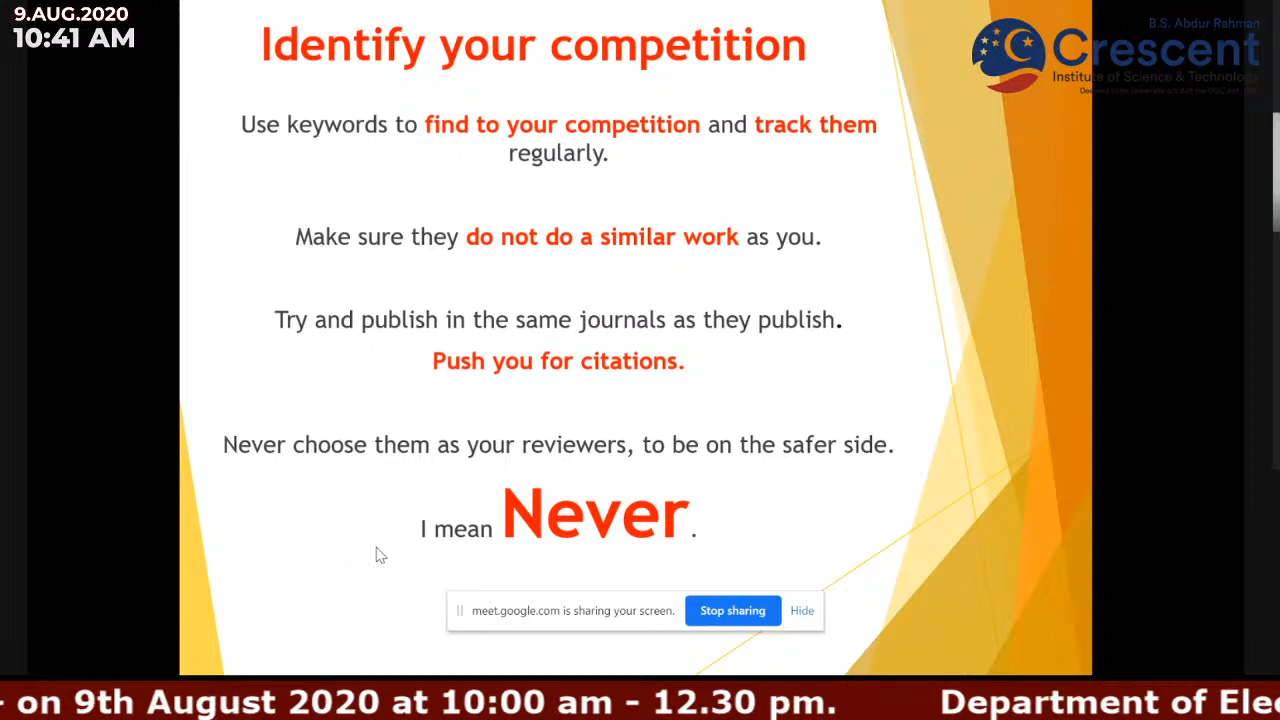 9.AUG.2020
10:41 AM
B.S. Abdur Rahman
Crescent
Institute of Science & Technology
Identify your competition
Use keywords to find to your competition and track them
regularly.
Make sure they do not do a similar work as you.
Try and publish in the same journals as they publish.
Push you for citations.
Never choose them as your reviewers, to be on the safer side.
I mean Never.
meet.google.com is sharing your screen. Stop sharing Hide
- on 9th August 2020 at 10:00 am - 12.30 pm. Department of Elec